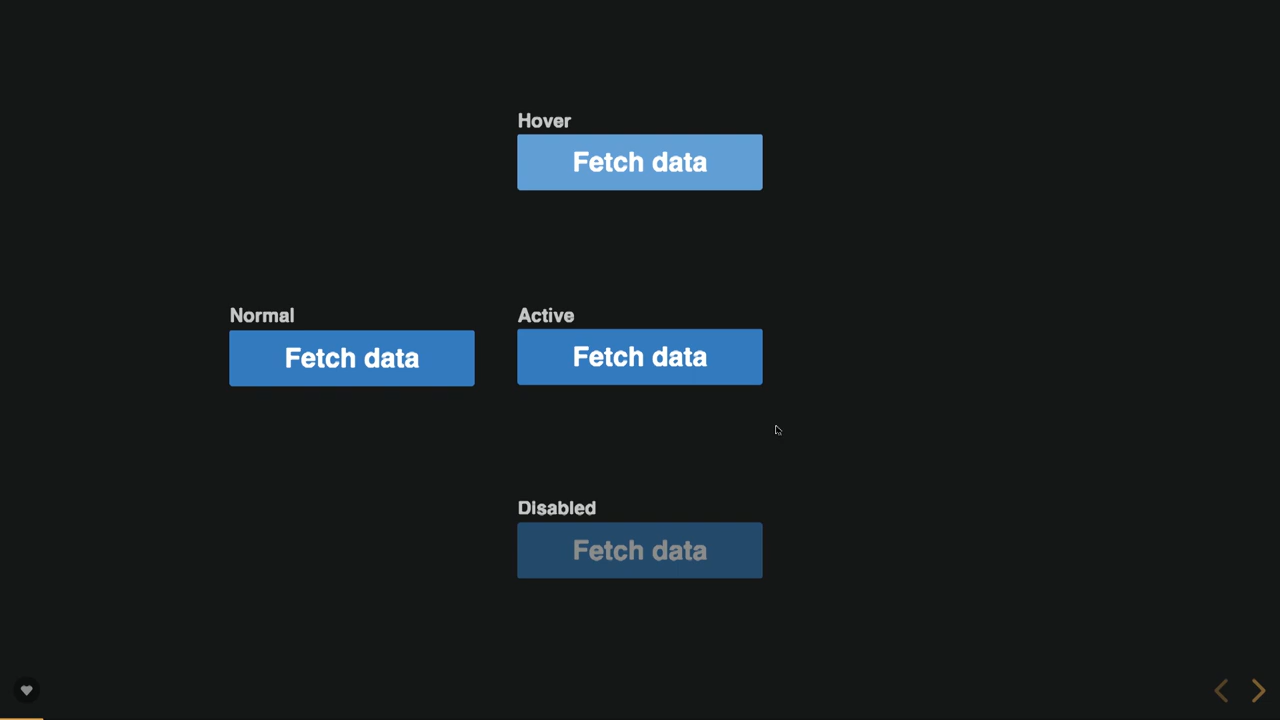 Hover
Fetch data
Normal
Fetch data
Active
Fetch data
Disabled
Fetch data